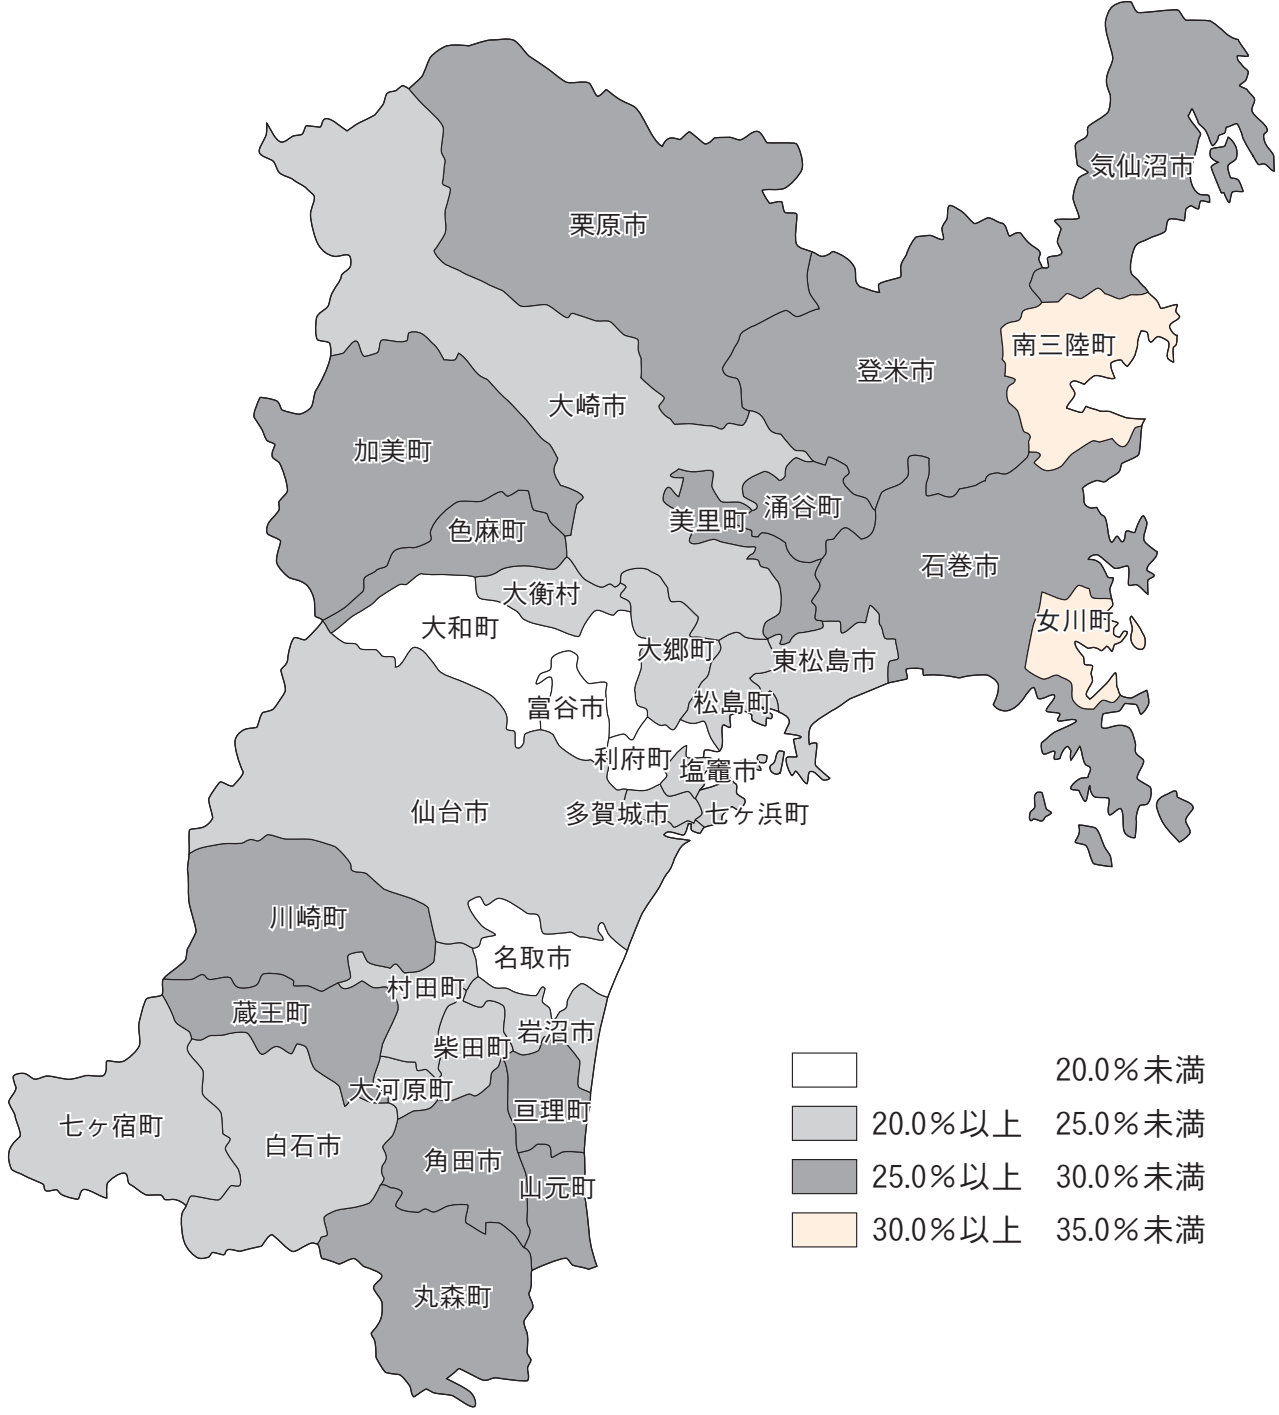 気仙沼市
栗原市
南三陸町
登米市
大崎市
加美町
涌谷町
美里町
色麻町
石巻市
大衡村
女川町
大和町
大郷町
東松島市
松島町
富谷市
利府町
塩竈市
仙台市
多賀城市
七ヶ浜町
川崎町
名取市
村田町
蔵王町
岩沼市
柴田町
大河原町
亘理町
七ヶ宿町
白石市
角田市
山元町
丸森町
20.0%未満
20.0%以上 25.0%未満
25.0%以上 30.0%未満
30.0%以上 35.0%未満